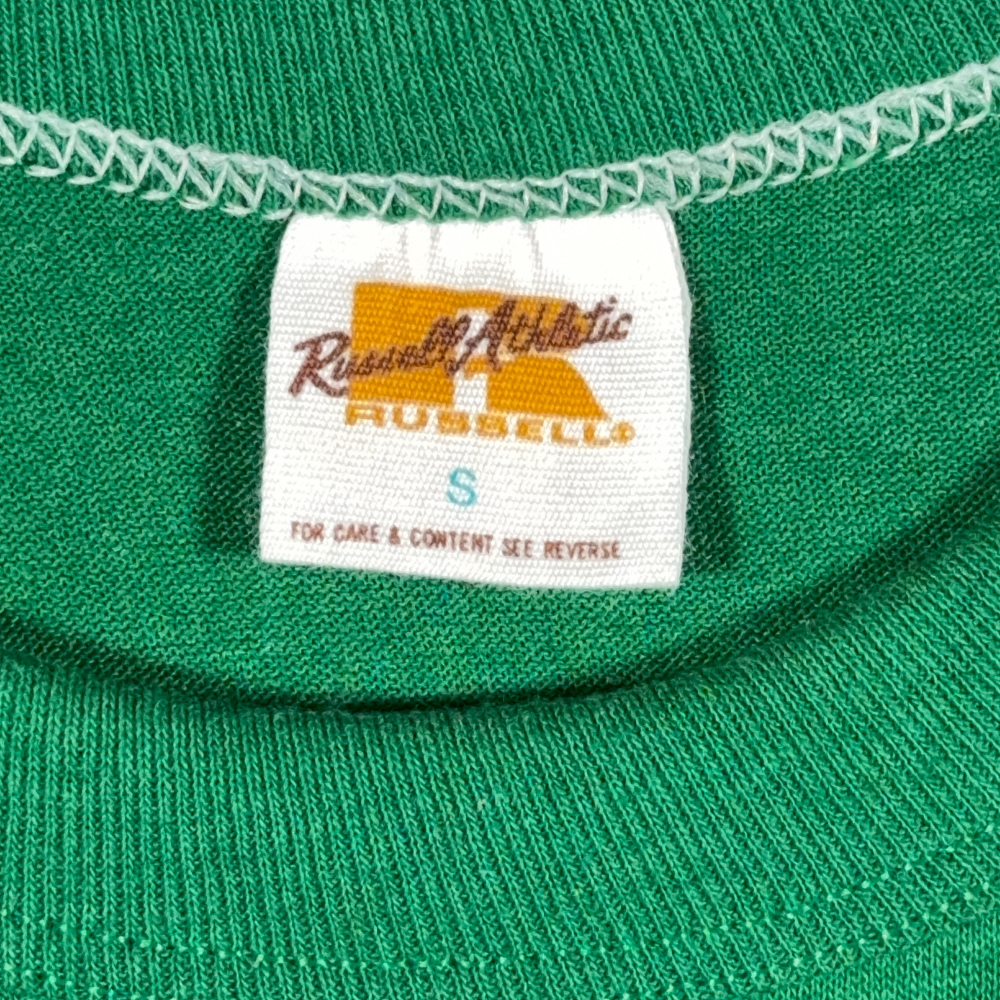 Russell Athletic
RUSSELL®
S
FOR CARE & CONTENT SEE REVERSE